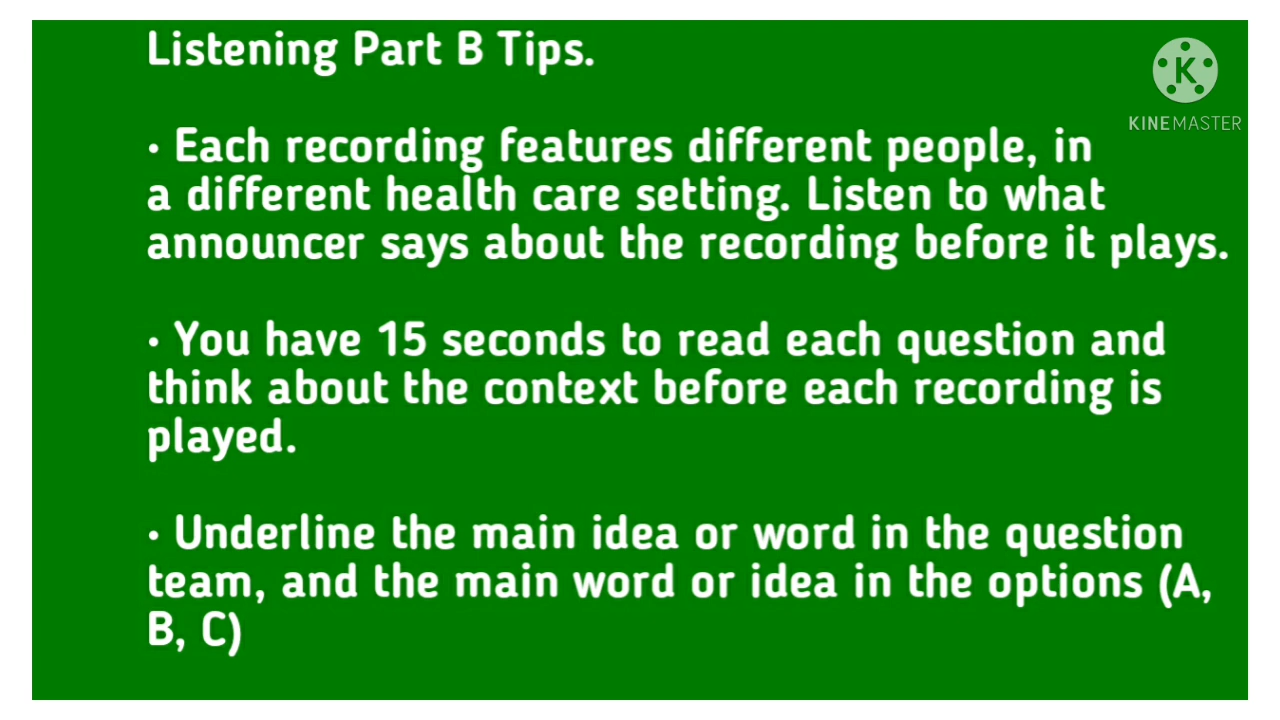 Listening Part B Tips.
K
KINEMASTER
• Each recording features different people, in
a different health care setting. Listen to what
announcer says about the recording before it plays.
• You have 15 seconds to read each question and
think about the context before each recording is
played.
• Underline the main idea or word in the question
team, and the main word or idea in the options (A,
B, C)